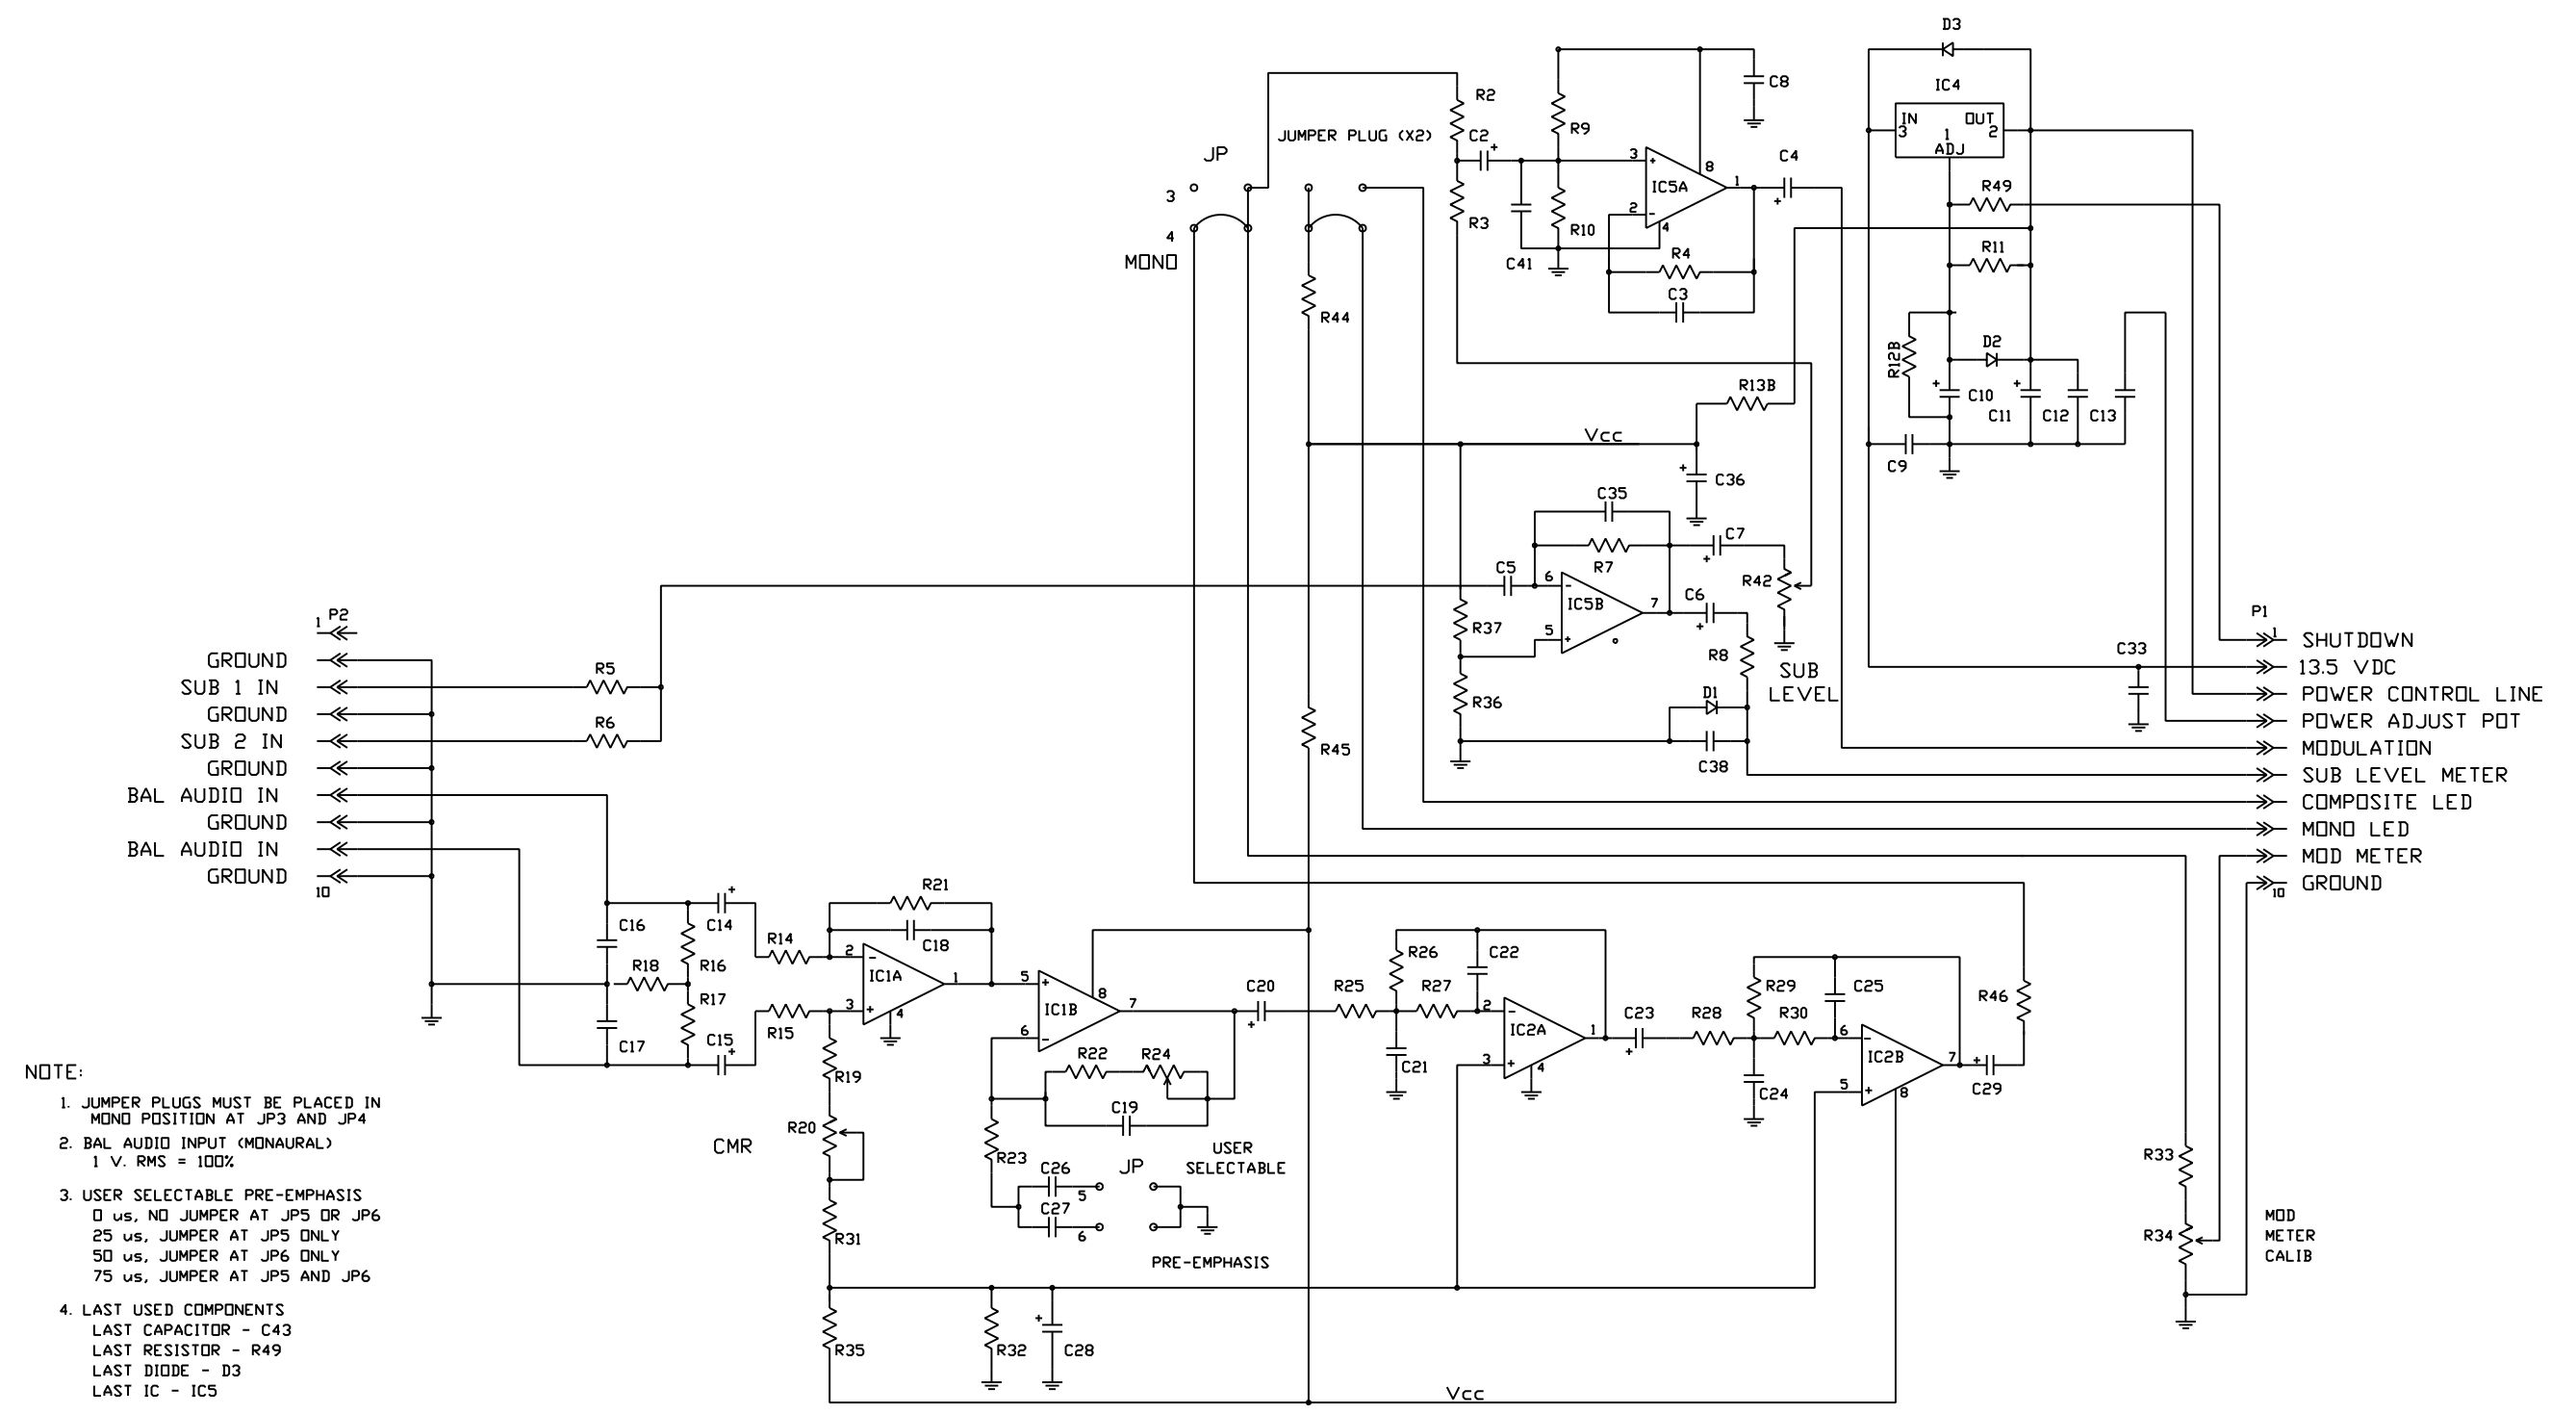 D3
IC4
IN
OUT
3
1
2
ADJ
R49
R11
R12B
D2
C10
C11
C12
C13
C9
C8
R2
JUMPER PLUG (X2)
C2
+
R9
JP
3
4
MONO
R3
C41
R10
3
+
IC5A
8
1
2
-
4
C4
+
R4
C3
R44
R13B
Vcc
+
C36
C35
R7
C7
+
C5
6
-
IC5B
7
5
+
C6
+
R42
R37
R8
R36
SUB
LEVEL
D1
C38
R45
+
+
1
P2
GROUND
SUB 1 IN
GROUND
SUB 2 IN
GROUND
BAL AUDIO IN
GROUND
BAL AUDIO IN
GROUND
10
R5
R6
P1
1
SHUTDOWN
C33
13.5 VDC
POWER CONTROL LINE
POWER ADJUST POT
MODULATION
SUB LEVEL METER
COMPOSITE LED
MONO LED
MOD METER
10
GROUND
C16
C14
+
R18
R16
R17
C17
C15
+
R14
R15
R21
C18
2
-
IC1A
1
3
+
4
R19
R20
CMR
R31
R35
5
+
IC1B
8
7
6
-
R22
R24
C19
R23
C26
5
C27
6
JP
USER
SELECTABLE
PRE-EMPHASIS
R32
+
C28
C20
+
R25
R26
R27
C22
C21
2
-
IC2A
1
3
+
4
C23
+
R28
R29
R30
C25
C24
6
-
IC2B
7
5
+
8
+
C29
R46
R33
R34
MOD
METER
CALIB
Vcc
NOTE:
1. JUMPER PLUGS MUST BE PLACED IN
MONO POSITION AT JP3 AND JP4
2. BAL AUDIO INPUT (MONAURAL)
1 V. RMS = 100%
3. USER SELECTABLE PRE-EMPHASIS
0 us, NO JUMPER AT JP5 OR JP6
25 us, JUMPER AT JP5 ONLY
50 us, JUMPER AT JP6 ONLY
75 us, JUMPER AT JP5 AND JP6
4. LAST USED COMPONENTS
LAST CAPACITOR - C43
LAST RESISTOR - R49
LAST DIODE - D3
LAST IC - IC5